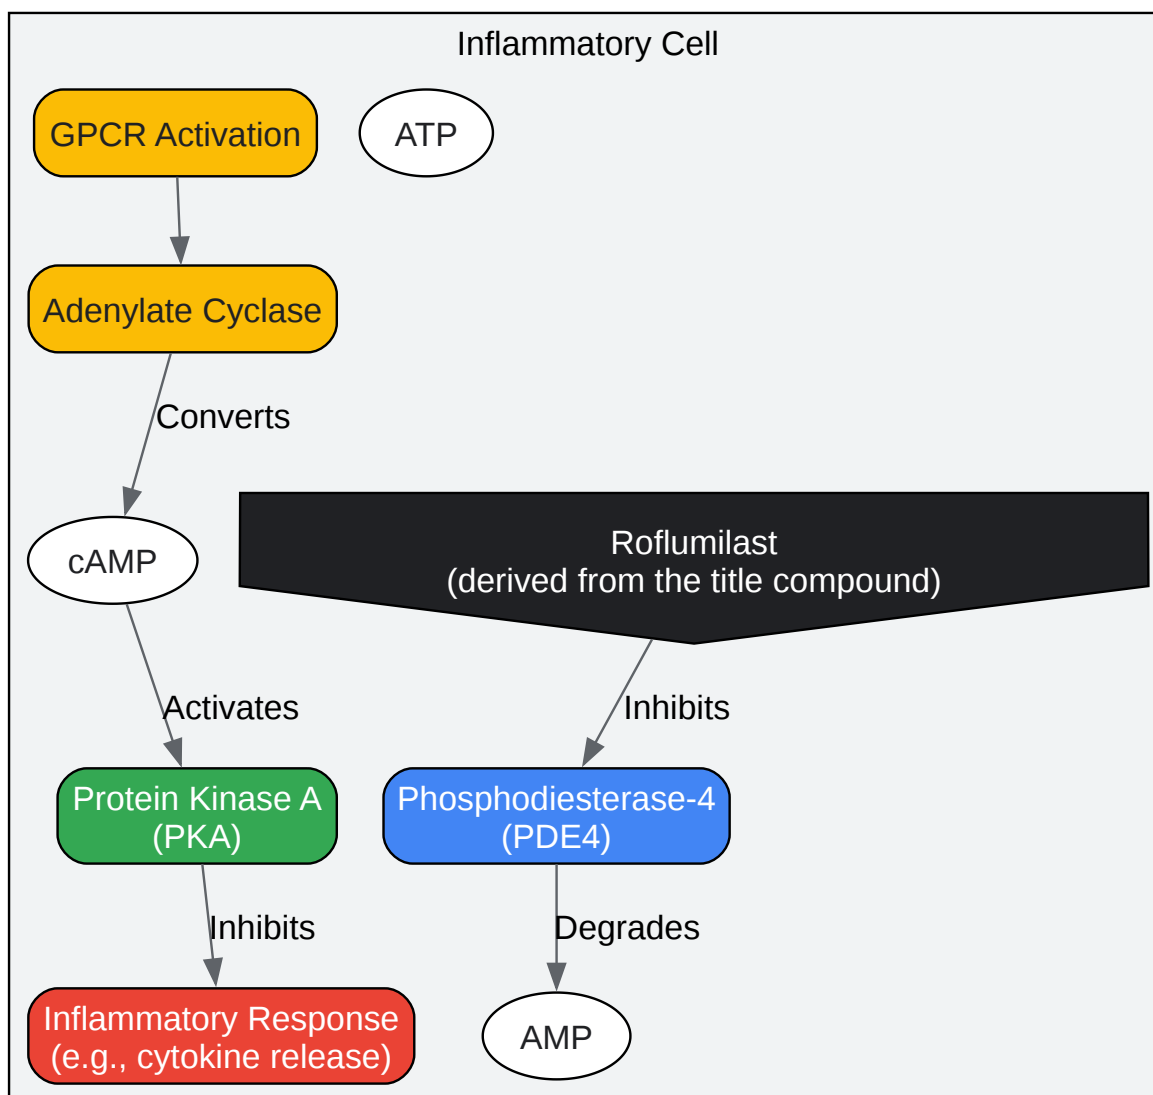 Inflammatory Cell
GPCR Activation
ATP
Adenylate Cyclase
Converts
cAMP
Roflumilast
(derived from the title compound)
Activates
Inhibits
Protein Kinase A
(PKA)
Phosphodiesterase-4
(PDE4)
Inhibits
Degrades
Inflammatory Response
(e.g., cytokine release)
AMP